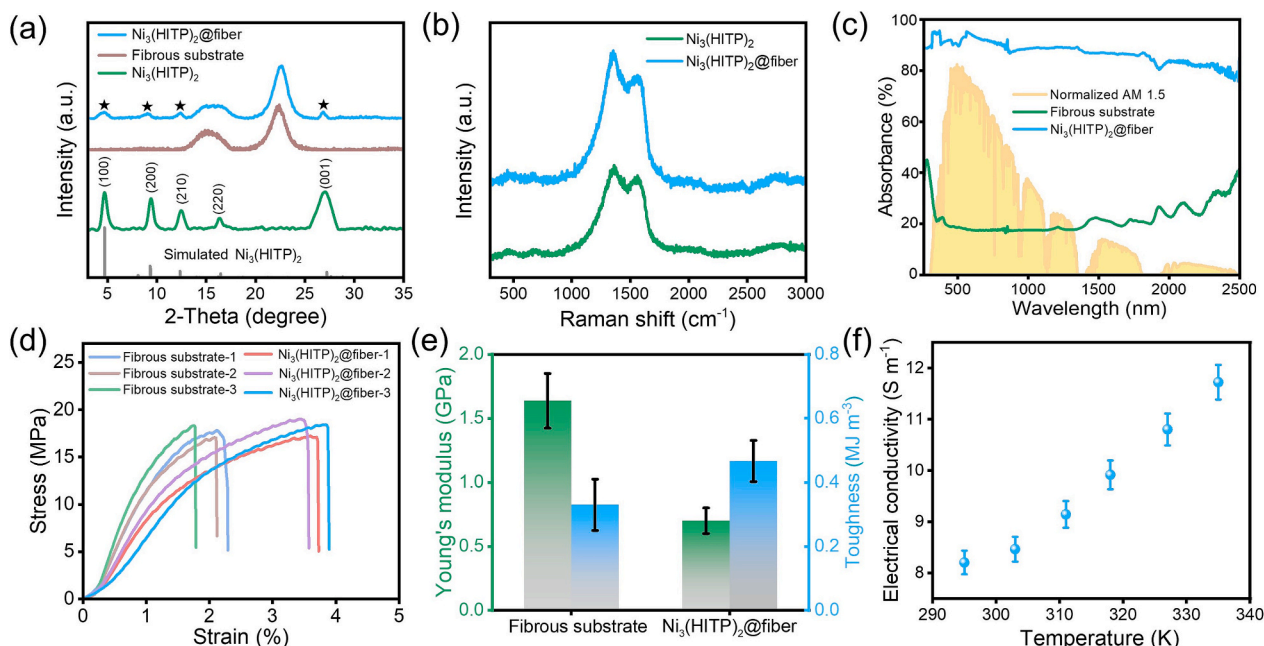 (a)
Ni₃(HITP)₂@fiber
Fibrous substrate
Ni₃(HITP)₂
(100)
(200)
(210)
(220)
(001)
Simulated Ni₃(HITP)₂
Intensity (a.u.)
5 10 15 20 25 30 35
2-Theta (degree)
(b)
Ni₃(HITP)₂
Ni₃(HITP)₂@fiber
Intensity (a.u.)
500 1000 1500 2000 2500 3000
Raman shift (cm⁻¹)
(c)
100
80
60
40
20
0
Absorbance (%)
Normalized AM 1.5
Fibrous substrate
Ni₃(HITP)₂@fiber
500 1000 1500 2000 2500
Wavelength (nm)
(d)
25
20
15
10
5
0
Stress (MPa)
Fibrous substrate-1
Fibrous substrate-2
Fibrous substrate-3
Ni₃(HITP)₂@fiber-1
Ni₃(HITP)₂@fiber-2
Ni₃(HITP)₂@fiber-3
0 1 2 3 4 5
Strain (%)
(e)
2.0
1.5
1.0
0.5
0.0
Young's modulus (GPa)
0.8
0.6
0.4
0.2
0.0
Toughness (MJ m⁻³)
Fibrous substrate Ni₃(HITP)₂@fiber
(f)
12
11
10
9
8
Electrical conductivity (S m⁻¹)
290 300 310 320 330 340
Temperature (K)